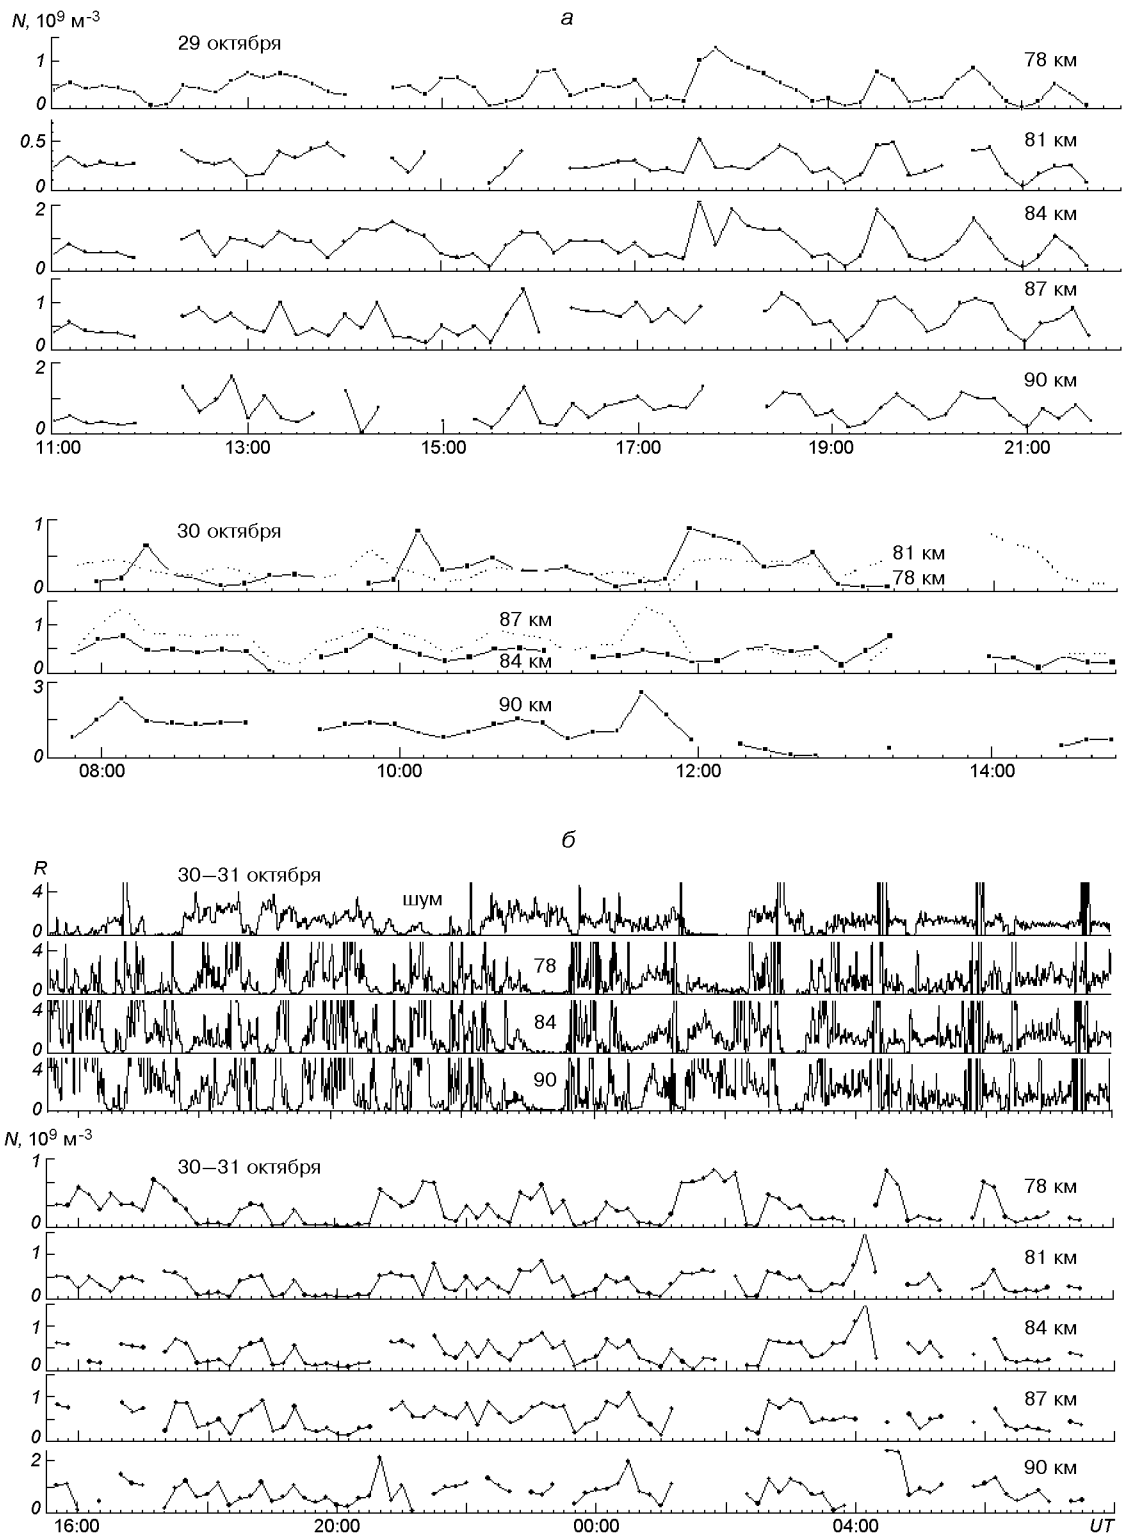 а
N, 10⁹ м⁻³
29 октября
78 км
1
0
81 км
0.5
0
84 км
2
0
87 км
1
0
90 км
2
0
11:00 13:00 15:00 17:00 19:00 21:00
30 октября
1
81 км
78 км
0
87 км
1
84 км
0
3
90 км
0
08:00 10:00 12:00 14:00
б
R
30–31 октября
шум
4
0
4
78
0
4
84
0
4
90
0
N, 10⁹ м⁻³
30–31 октября
1
78 км
0
1
81 км
0
1
84 км
0
1
87 км
0
2
90 км
0
16:00 20:00 00:00 04:00 UT